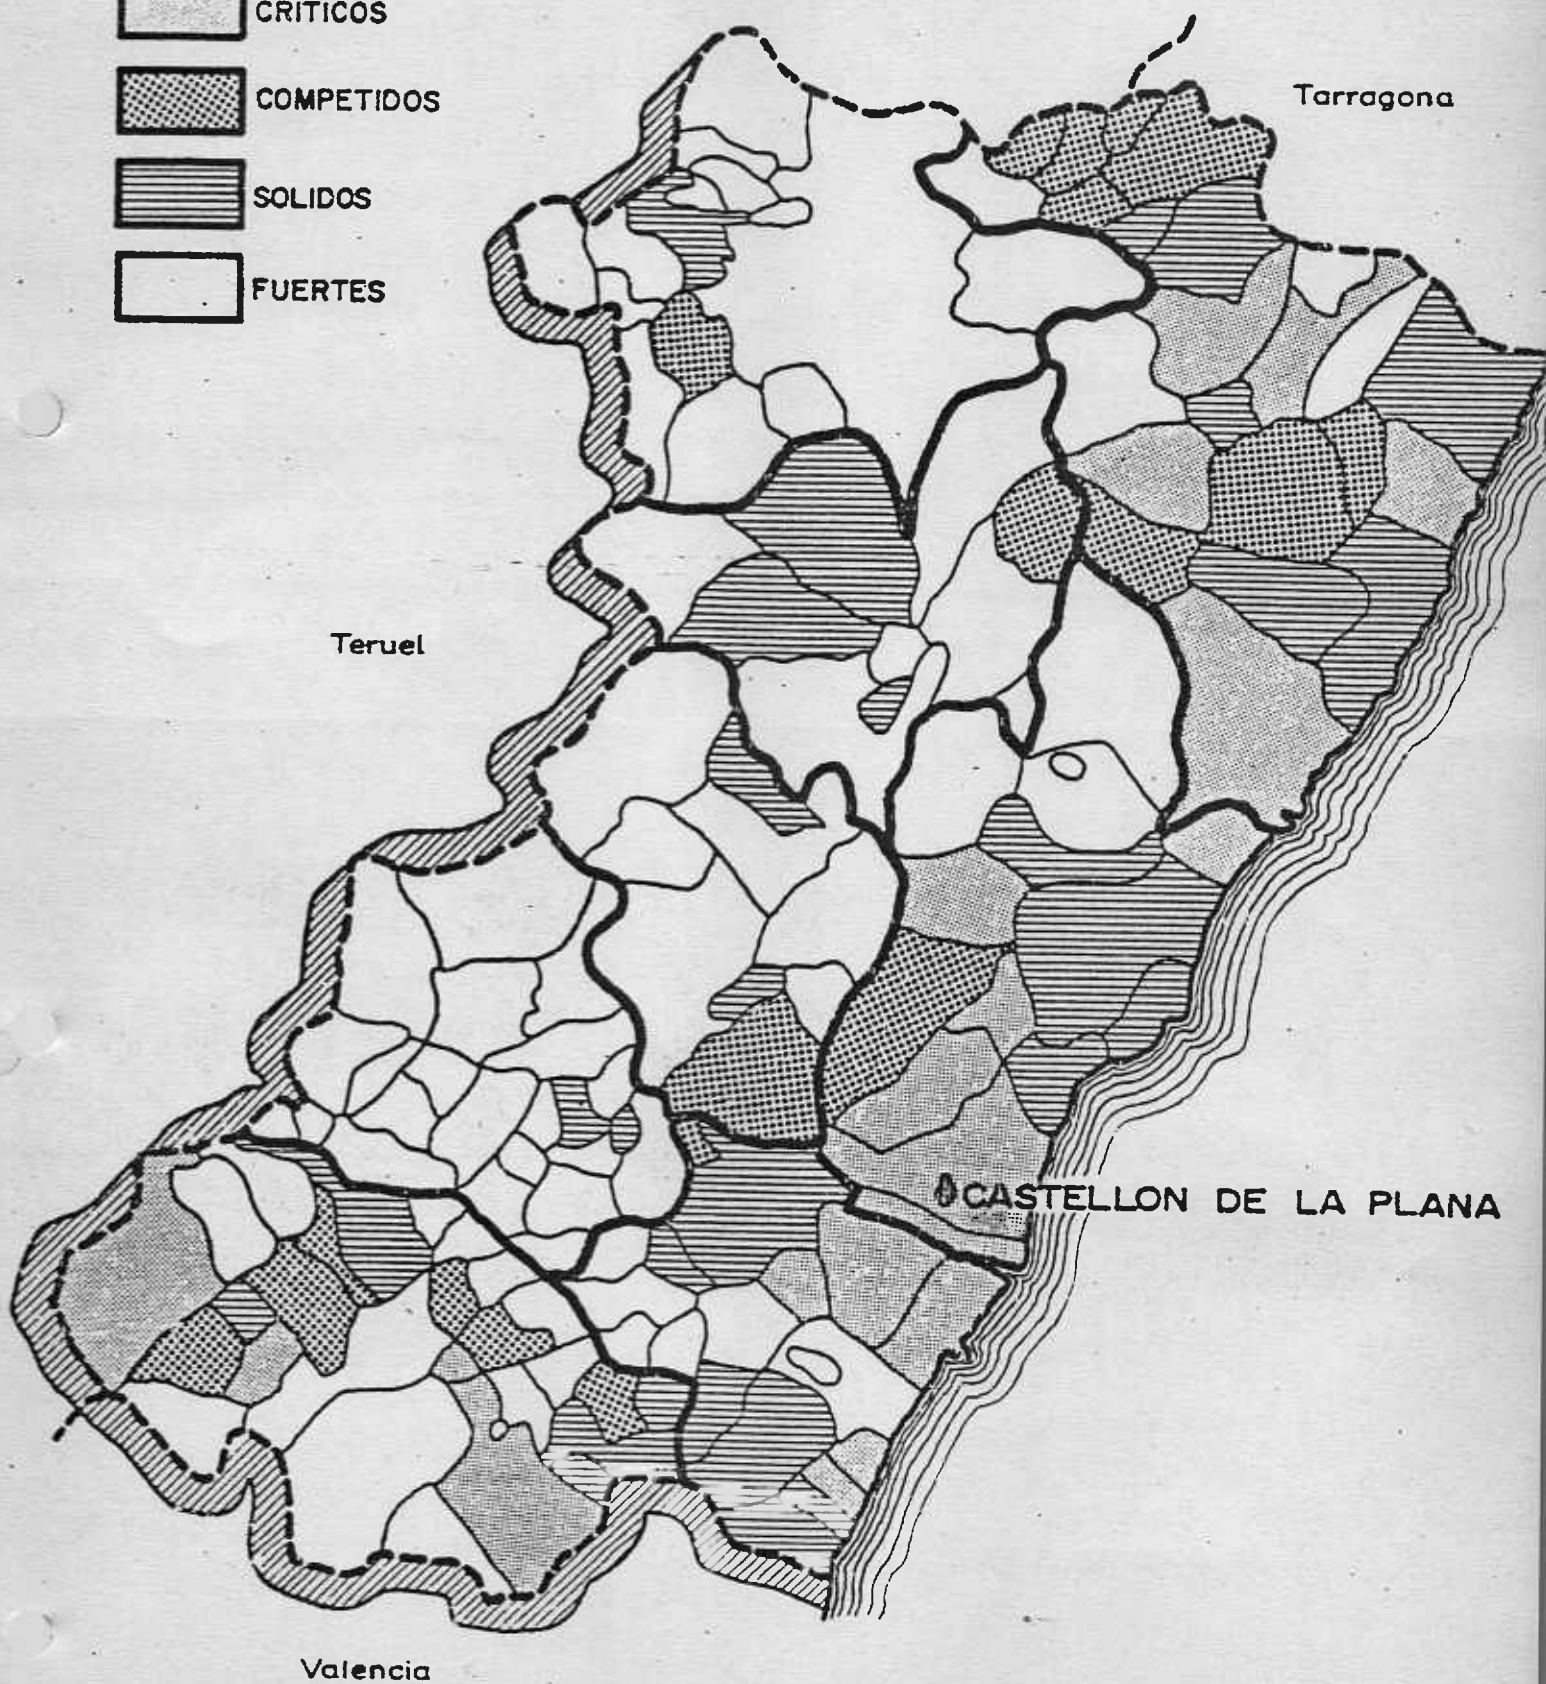 CRITICOS
COMPETIDOS
SOLIDOS
FUERTES
Tarragona
Teruel
CASTELLON DE LA PLANA
Valencia